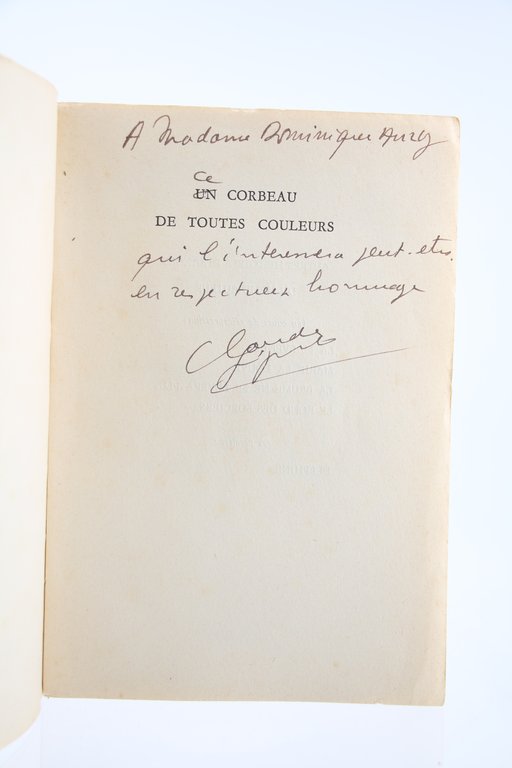 A Madame Dominique Aury
ce
UN CORBEAU
DE TOUTES COULEURS
qui l'intéressera peut-être
en respectueux hommage